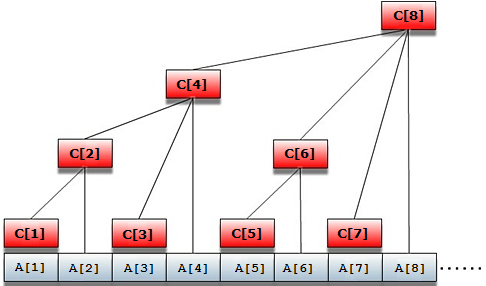 C[8]
C[4]
C[2] C[6]
C[1] C[3] C[5] C[7]
A[1] A[2] A[3] A[4] A[5] A[6] A[7] A[8] ······